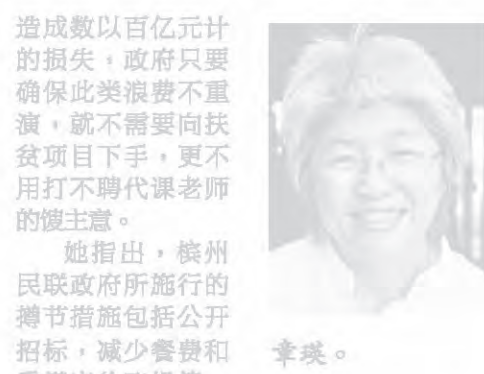 造成数以百亿元计
的损失，政府只要
确保此类浪费不重
演，就不需要向扶
贫项目下手，更不
用打不聘代课老师
的馊主意。
她指出，槟州
民联政府所施行的
撙节措施包括公开
招标，减少餐费和
章瑛。